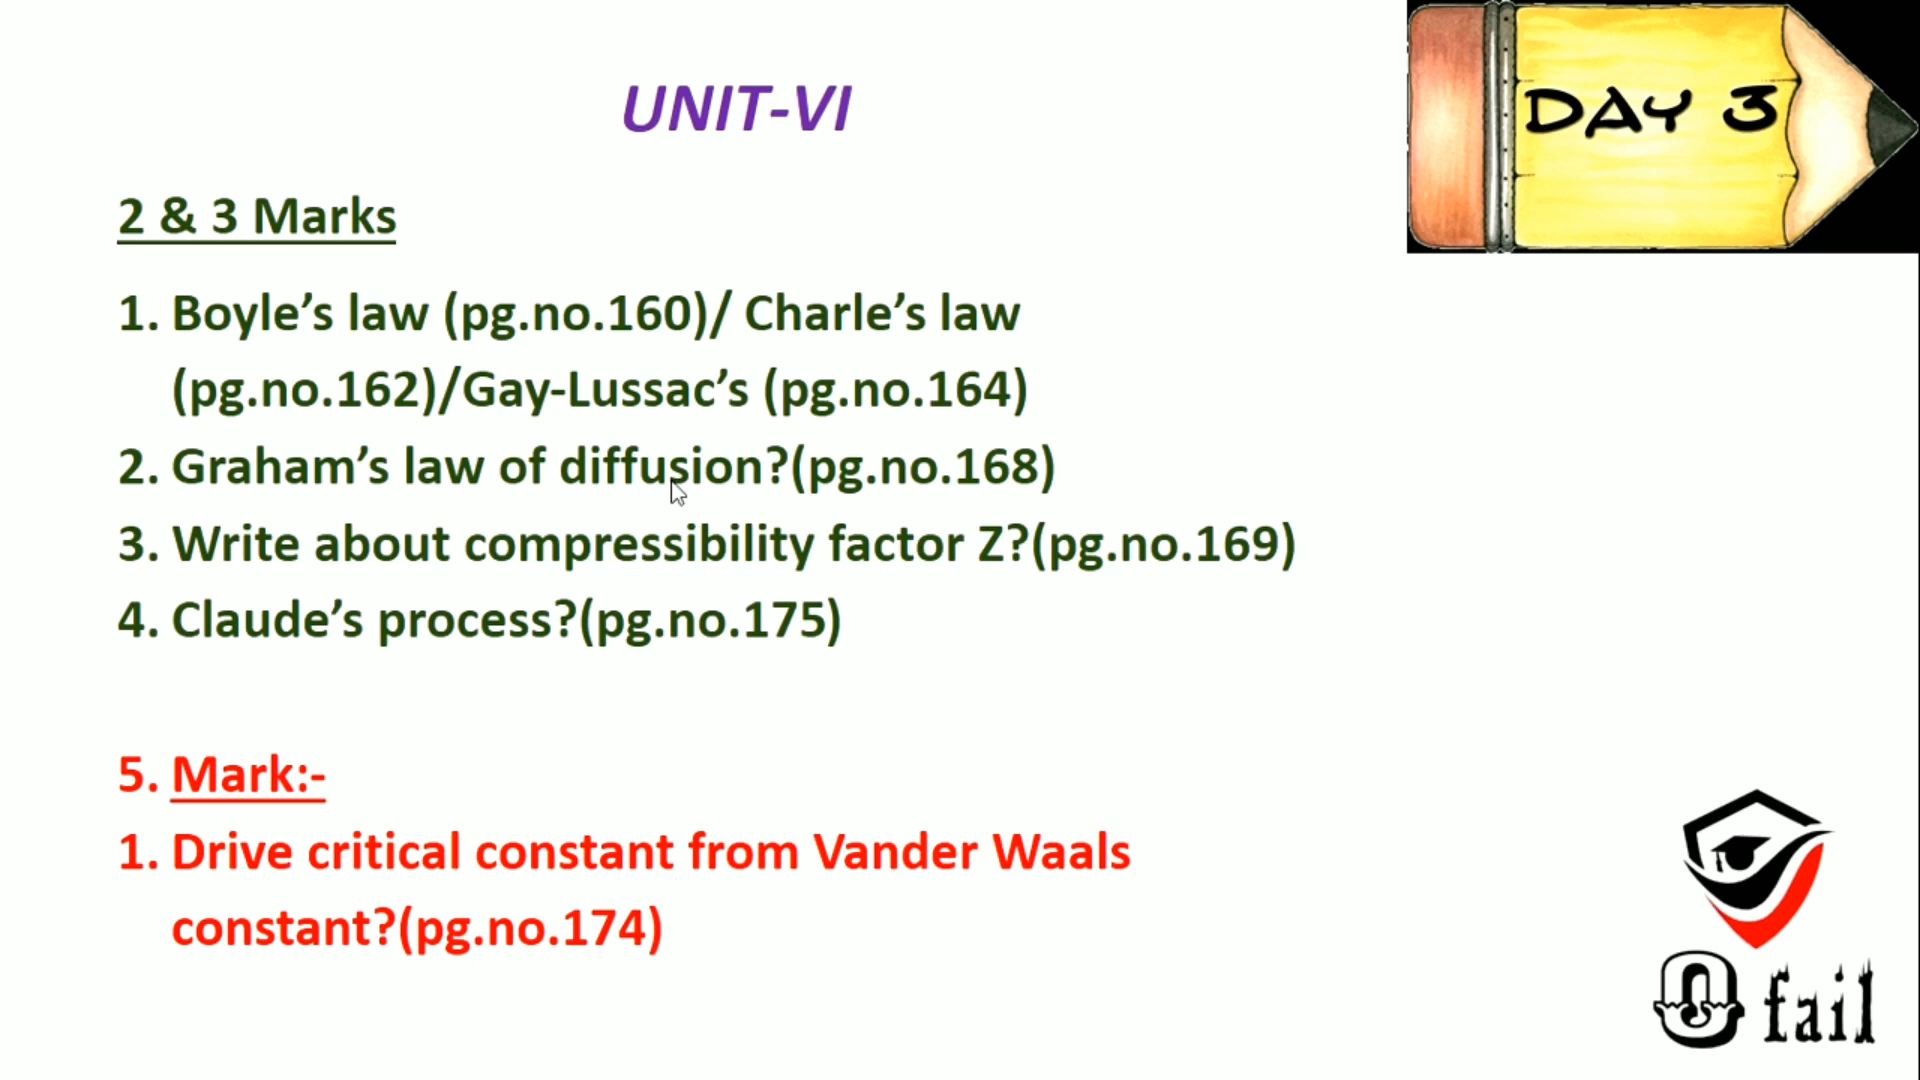 UNIT-VI
DAY 3
2 & 3 Marks
1. Boyle’s law (pg.no.160)/ Charle’s law
(pg.no.162)/Gay-Lussac’s (pg.no.164)
2. Graham’s law of diffusion?(pg.no.168)
3. Write about compressibility factor Z?(pg.no.169)
4. Claude’s process?(pg.no.175)
5. Mark:-
1. Drive critical constant from Vander Waals
constant?(pg.no.174)
0 fail